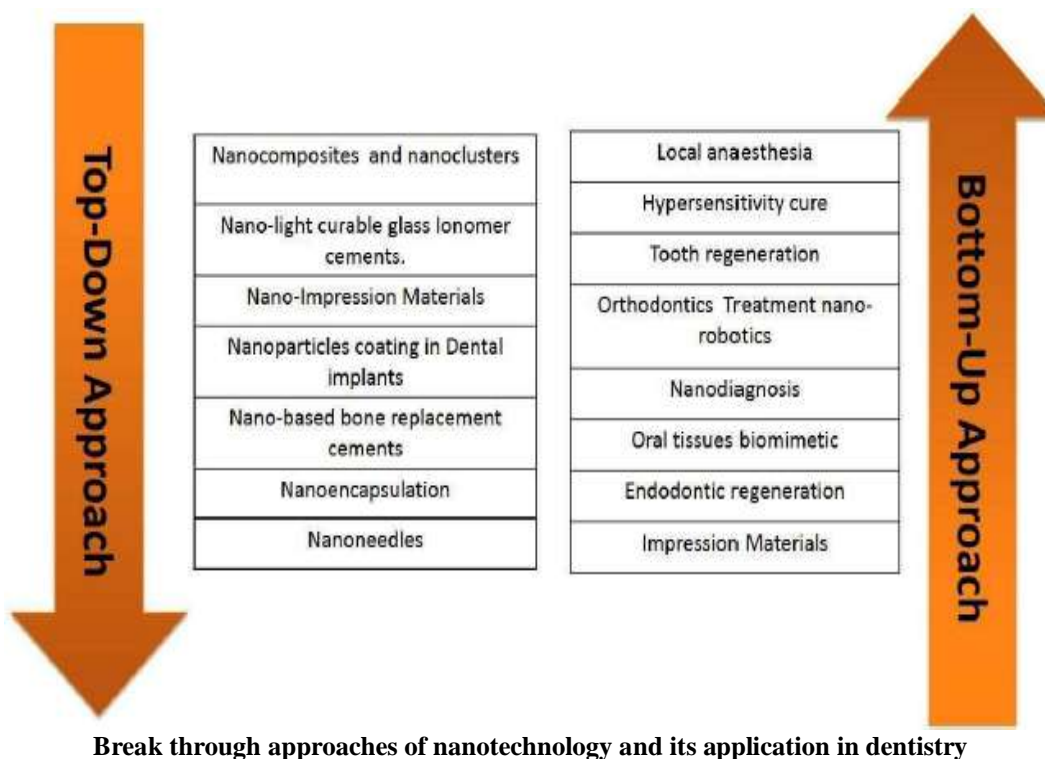 Top-Down Approach
Nanocomposites and nanoclusters
Nano-light curable glass Ionomer
cements.
Nano-Impression Materials
Nanoparticles coating in Dental
implants
Nano-based bone replacement
cements
Nanoencapsulation
Nanoneedles
Local anaesthesia
Hypersensitivity cure
Tooth regeneration
Orthodontics Treatment nano-
robotics
Nanodiagnosis
Oral tissues biomimetic
Endodontic regeneration
Impression Materials
Bottom-Up Approach
Break through approaches of nanotechnology and its application in dentistry